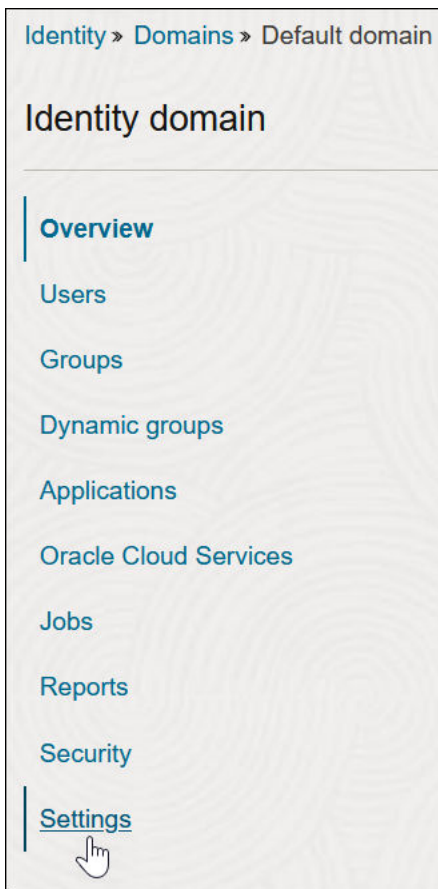 Identity » Domains » Default domain
Identity domain
Overview
Users
Groups
Dynamic groups
Applications
Oracle Cloud Services
Jobs
Reports
Security
Settings